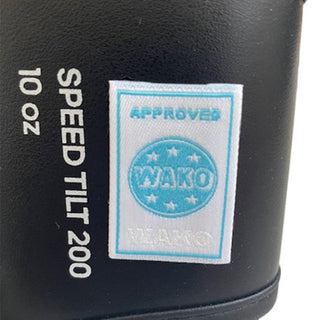 SPEED TILT 200
10 oz
APPROVED
WAKO
WAKO